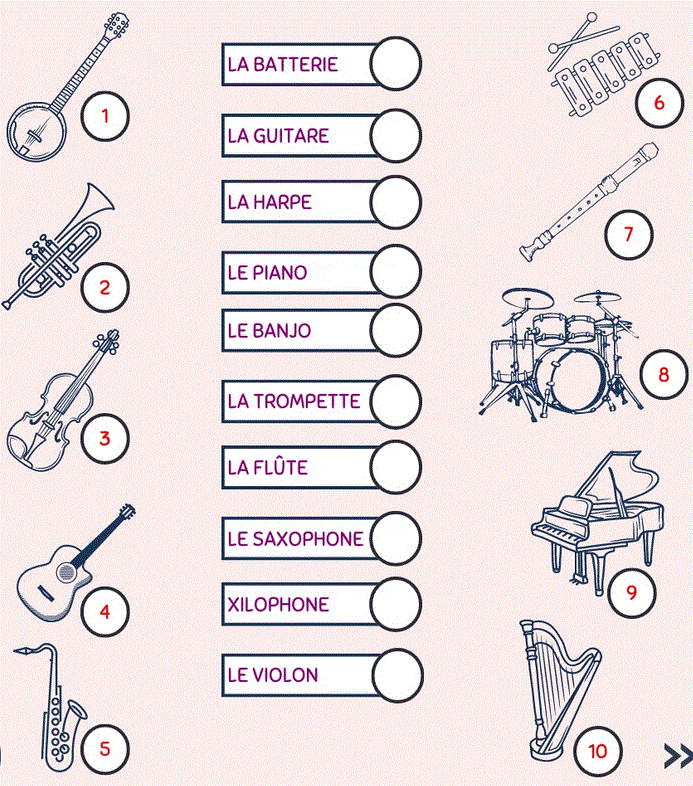 1
2
3
4
5
LA BATTERIE
LA GUITARE
LA HARPE
LE PIANO
LE BANJO
LA TROMPETTE
LA FLÛTE
LE SAXOPHONE
XILOPHONE
LE VIOLON
6
7
8
9
10